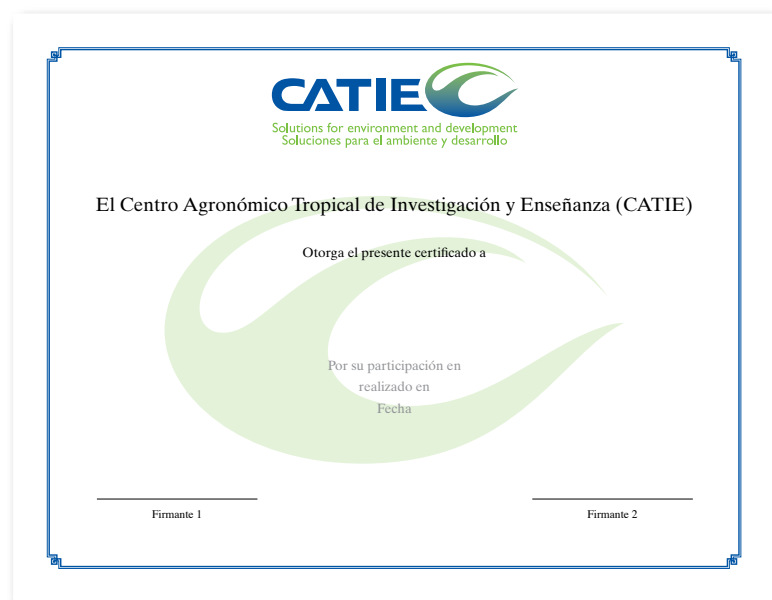 CATIE
Solutions for environment and development
Soluciones para el ambiente y desarrollo
El Centro Agronómico Tropical de Investigación y Enseñanza (CATIE)
Otorga el presente certificado a
Por su participación en
realizado en
Fecha
Firmante 1
Firmante 2